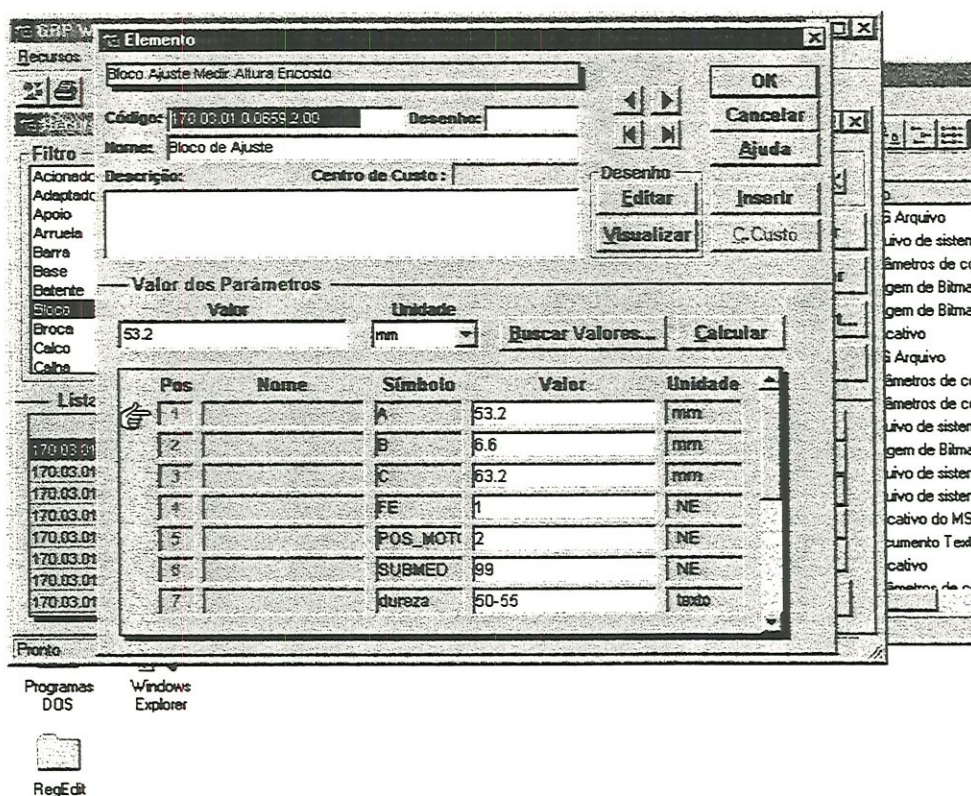 Elemento
Recursos
Bloco Ajuste Medir Altura Encosto
OK
Cancelar
Ajuda
Código: 170.03.01.0.0659.2.00 Desenho:
Nome: Bloco de Ajuste
Descrição: Centro de Custo :
Desenho
Editar
Visualizar
Inserir
C.Custo
Filtro
Acionado
Adaptado
Apoio
Arruela
Barra
Base
Batente
Bloco
Broca
Calco
Calha
Valor dos Parâmetros
Valor Unidade
53.2 mm Buscar Valores... Calcular
Pos Nome Símbolo Valor Unidade
1 A 53.2 mm
2 B 6.6 mm
3 C 63.2 mm
4 FE 1 NE
5 POS_MOT( 2 NE
6 SUBMED 99 NE
7 dureza 50-55 texto
Lista
170.03.01
170.03.01
170.03.01
170.03.01
170.03.01
170.03.01
170.03.01
170.03.01
Pronto
G Arquivo
uivo de sistem
âmetros de co
gem de Bitma
gem de Bitma
cativo
G Arquivo
âmetros de co
âmetros de co
uivo de sistem
gem de Bitma
uivo de sistem
uivo de sistem
cativo do MS
cumento Text
cativo
Programas
DOS
Windows
Explorer
RegEdit